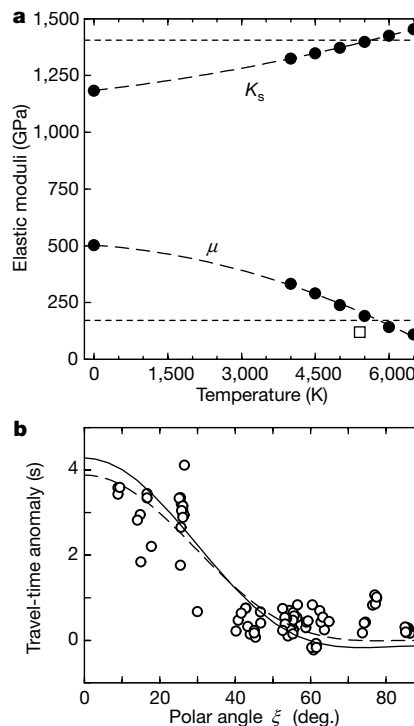 a
1,500
1,250
1,000
750
500
250
0
Elastic moduli (GPa)
Ks
μ
0 1,500 3,000 4,500 6,000
Temperature (K)
b
4
2
0
Travel-time anomaly (s)
0 20 40 60 80
Polar angle ξ (deg.)